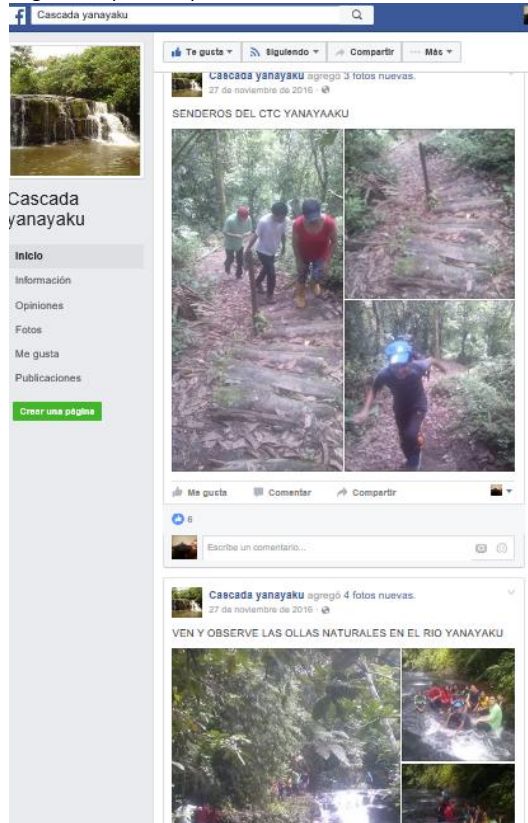 f Cascada yanayaku
Te gusta Siguiendo Compartir ... Más
Cascada yanayaku agregó 3 fotos nuevas.
27 de noviembre de 2016 ·
SENDEROS DEL CTC YANAYAAKU
Cascada
yanayaku
Inicio
Información
Opiniones
Fotos
Me gusta
Publicaciones
Crear una página
Me gusta Comentar Compartir
6
Escribe un comentario...
Cascada yanayaku agregó 4 fotos nuevas.
27 de noviembre de 2016 ·
VEN Y OBSERVE LAS OLLAS NATURALES EN EL RIO YANAYAKU